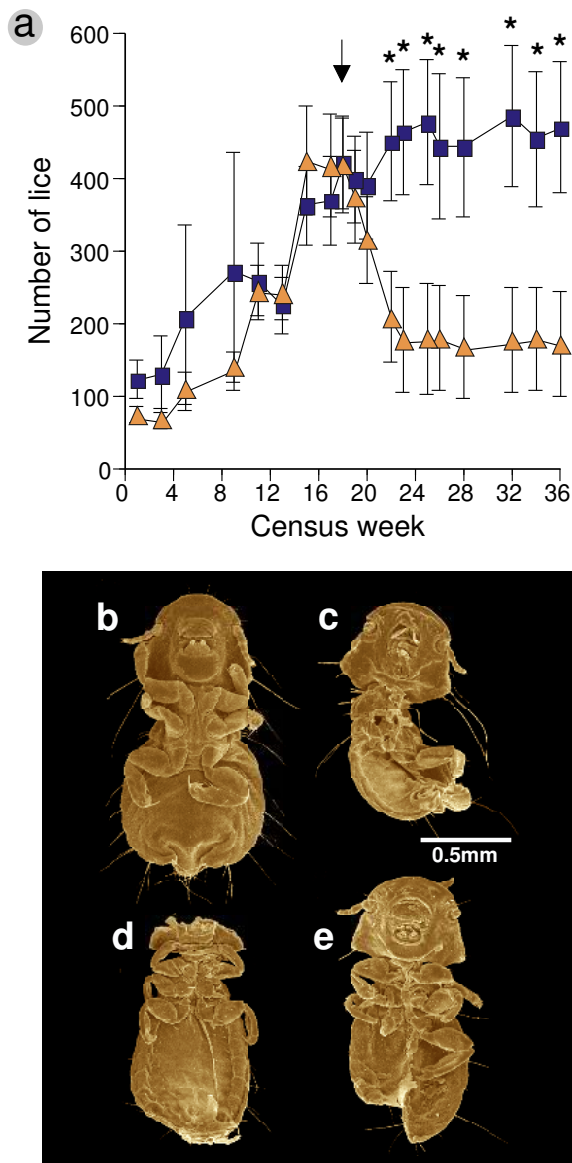 a
600
500
400
300
200
100
0
Number of lice
* * * * * * * *
0 4 8 12 16 20 24 28 32 36
Census week
b
c
0.5mm
d
e